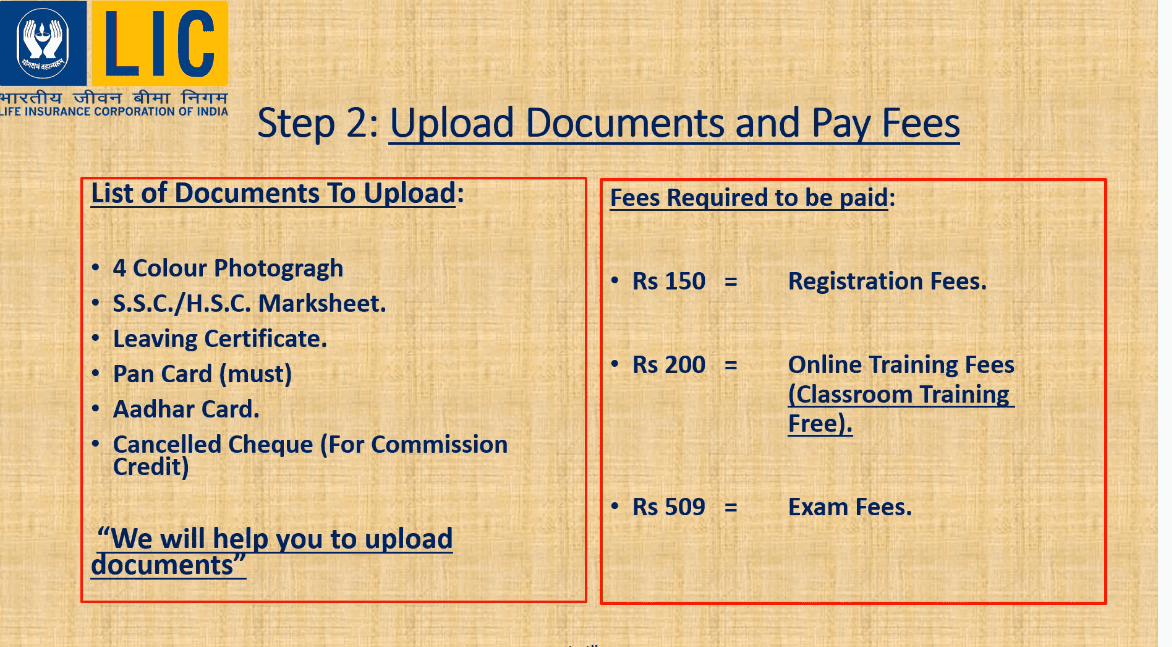 LIC
भारतीय जीवन बीमा निगम
LIFE INSURANCE CORPORATION OF INDIA
Step 2: Upload Documents and Pay Fees
List of Documents To Upload:
• 4 Colour Photogragh
• S.S.C./H.S.C. Marksheet.
• Leaving Certificate.
• Pan Card (must)
• Aadhar Card.
• Cancelled Cheque (For Commission
Credit)
“We will help you to upload
documents”
Fees Required to be paid:
• Rs 150 = Registration Fees.
• Rs 200 = Online Training Fees
(Classroom Training
Free).
• Rs 509 = Exam Fees.